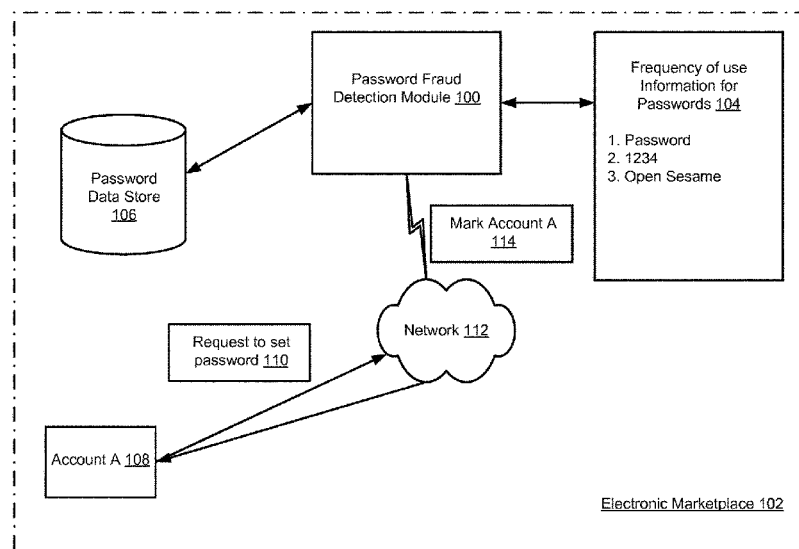 Password Fraud
Detection Module 100
Frequency of use
Information for
Passwords 104
1. Password
2. 1234
3. Open Sesame
Password
Data Store
106
Mark Account A
114
Network 112
Request to set
password 110
Account A 108
Electronic Marketplace 102